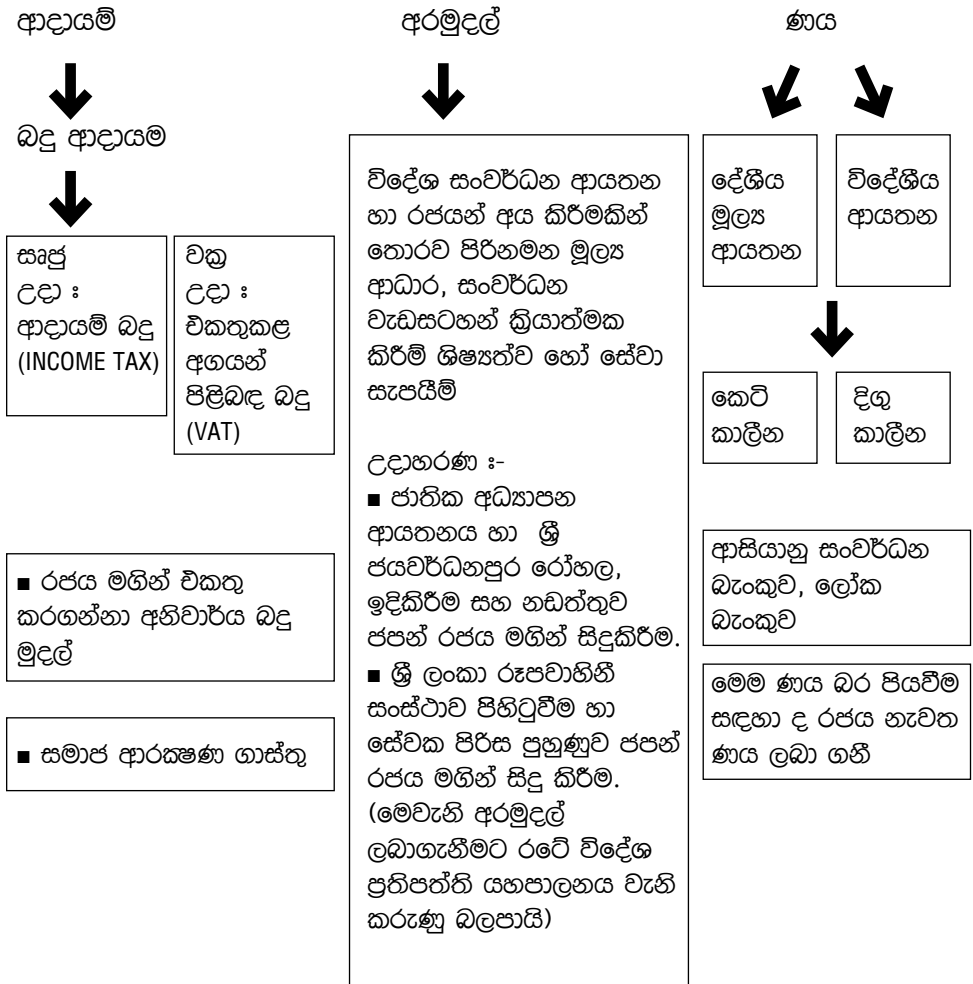 ආදායම්
බදු ආදායම
සෘජු
උදා :
ආදායම් බදු
(INCOME TAX)
වක්‍ර
උදා :
එකතුකළ
අගයන්
පිළිබඳ බදු
(VAT)
■ රජය මගින් එකතු
කරගන්නා අනිවාර්ය බදු
මුදල්
■ සමාජ ආරක්‍ෂණ ගාස්තු
අරමුදල්
විදේශ සංවර්ධන ආයතන
හා රජයන් අය කිරීමකින්
තොරව පිරිනමන මූල්‍ය
ආධාර, සංවර්ධන
වැඩසටහන් ක්‍රියාත්මක
කිරීම් ශිෂ්‍යත්ව හෝ සේවා
සැපයීම්
උදාහරණ :-
■ ජාතික අධ්‍යාපන
ආයතනය හා ශ්‍රී
ජයවර්ධනපුර රෝහල,
ඉදිකිරීම සහ නඩත්තුව
ජපන් රජය මගින් සිදුකිරීම.
■ ශ්‍රී ලංකා රූපවාහිනී
සංස්ථාව පිහිටුවීම හා
සේවක පිරිස පුහුණුව ජපන්
රජය මගින් සිදු කිරීම.
(මෙවැනි අරමුදල්
ලබාගැනීමට රටේ විදේශ
ප්‍රතිපත්ති යහපාලනය වැනි
කරුණු බලපායි)
ණය
දේශීය
මූල්‍ය
ආයතන
විදේශීය
ආයතන
කෙටි
කාලීන
දිගු
කාලීන
ආසියානු සංවර්ධන
බැංකුව, ලෝක
බැංකුව
මෙම ණය බර පියවීම
සඳහා ද රජය නැවත
ණය ලබා ගනී